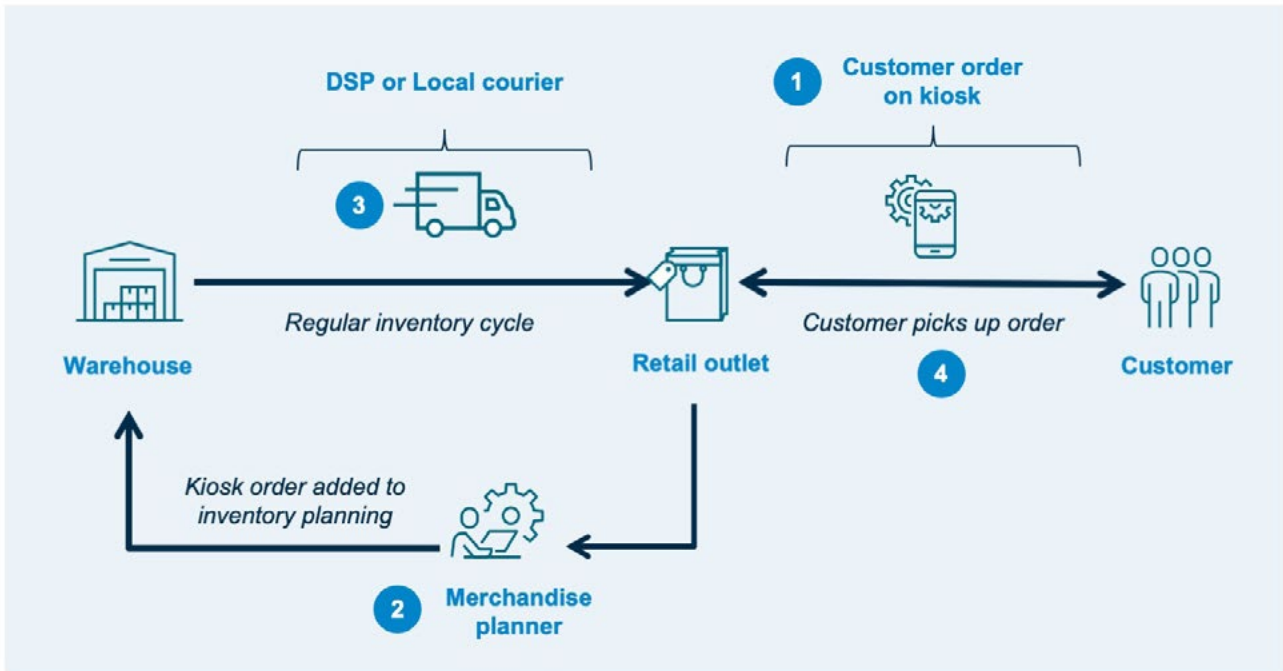 DSP or Local courier
1
Customer order
on kiosk
3
Regular inventory cycle
Customer picks up order
Warehouse
Retail outlet
4
Customer
Kiosk order added to
inventory planning
2
Merchandise
planner